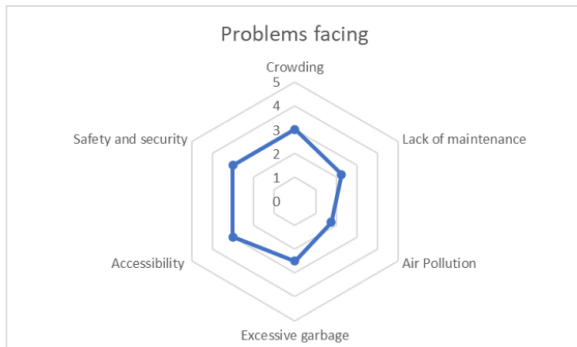 Problems facing
Crowding
5
4
3
2
1
0
Safety and security
Lack of maintenance
Accessibility
Air Pollution
Excessive garbage